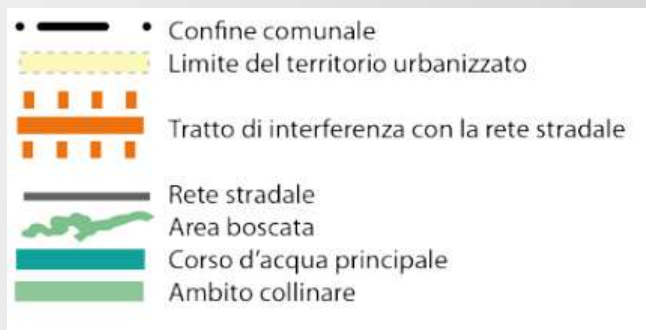 Confine comunale
Limite del territorio urbanizzato
Tratto di interferenza con la rete stradale
Rete stradale
Area boscata
Corso d'acqua principale
Ambito collinare